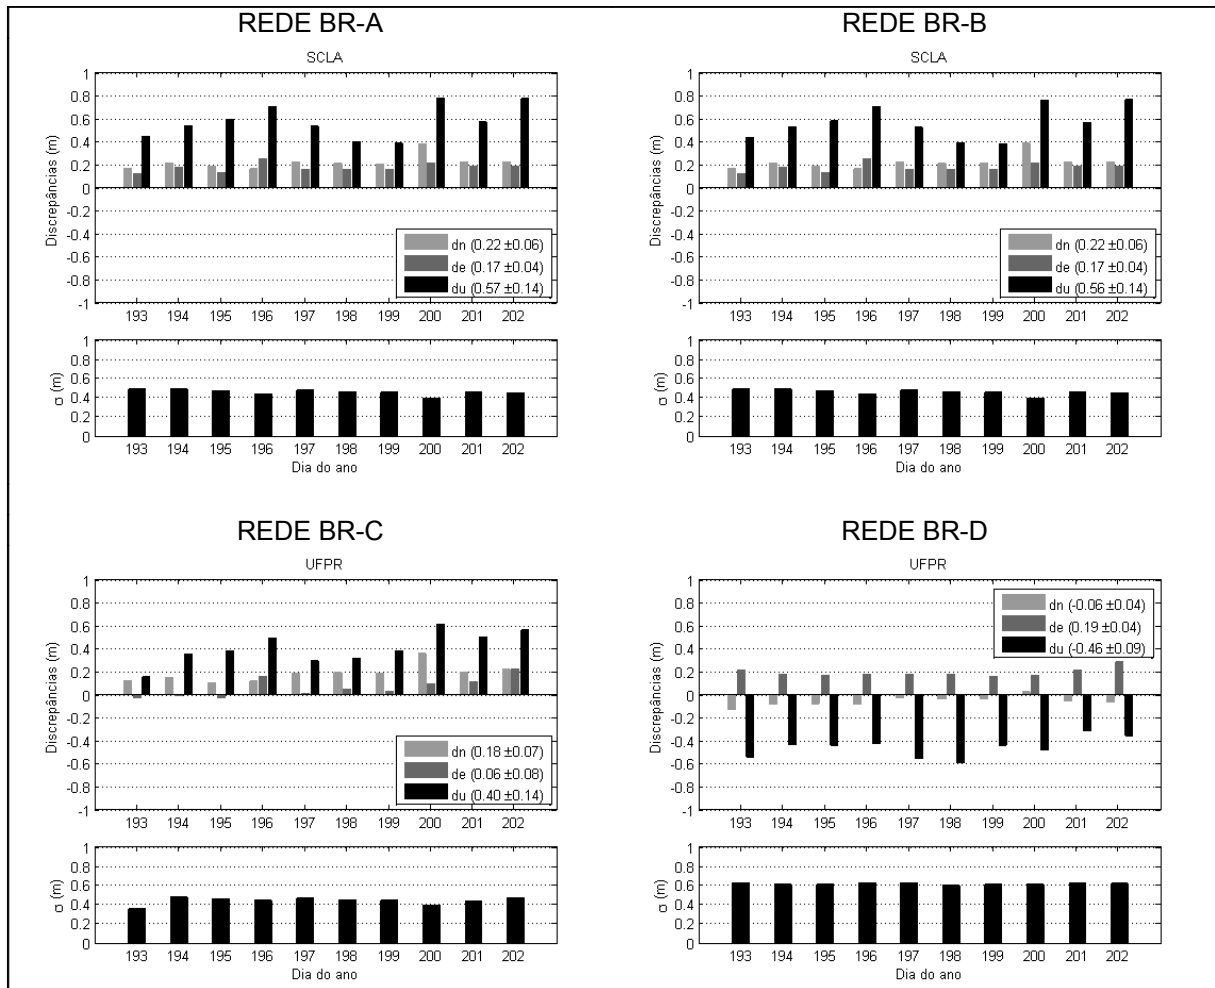 REDE BR-A
SCLA
Discrepâncias (m)
1
0.8
0.6
0.4
0.2
0
-0.2
-0.4
-0.6
-0.8
-1
dn (0.22 ±0.06)
de (0.17 ±0.04)
du (0.57 ±0.14)
193 194 195 196 197 198 199 200 201 202
σ (m)
1
0.8
0.6
0.4
0.2
0
193 194 195 196 197 198 199 200 201 202
Dia do ano
REDE BR-B
SCLA
Discrepâncias (m)
1
0.8
0.6
0.4
0.2
0
-0.2
-0.4
-0.6
-0.8
-1
dn (0.22 ±0.06)
de (0.17 ±0.04)
du (0.56 ±0.14)
193 194 195 196 197 198 199 200 201 202
σ (m)
1
0.8
0.6
0.4
0.2
0
193 194 195 196 197 198 199 200 201 202
Dia do ano
REDE BR-C
UFPR
Discrepâncias (m)
1
0.8
0.6
0.4
0.2
0
-0.2
-0.4
-0.6
-0.8
-1
dn (0.18 ±0.07)
de (0.06 ±0.08)
du (0.40 ±0.14)
193 194 195 196 197 198 199 200 201 202
σ (m)
1
0.8
0.6
0.4
0.2
0
193 194 195 196 197 198 199 200 201 202
Dia do ano
REDE BR-D
UFPR
Discrepâncias (m)
1
0.8
0.6
0.4
0.2
0
-0.2
-0.4
-0.6
-0.8
-1
dn (-0.06 ±0.04)
de (0.19 ±0.04)
du (-0.46 ±0.09)
193 194 195 196 197 198 199 200 201 202
σ (m)
1
0.8
0.6
0.4
0.2
0
193 194 195 196 197 198 199 200 201 202
Dia do ano